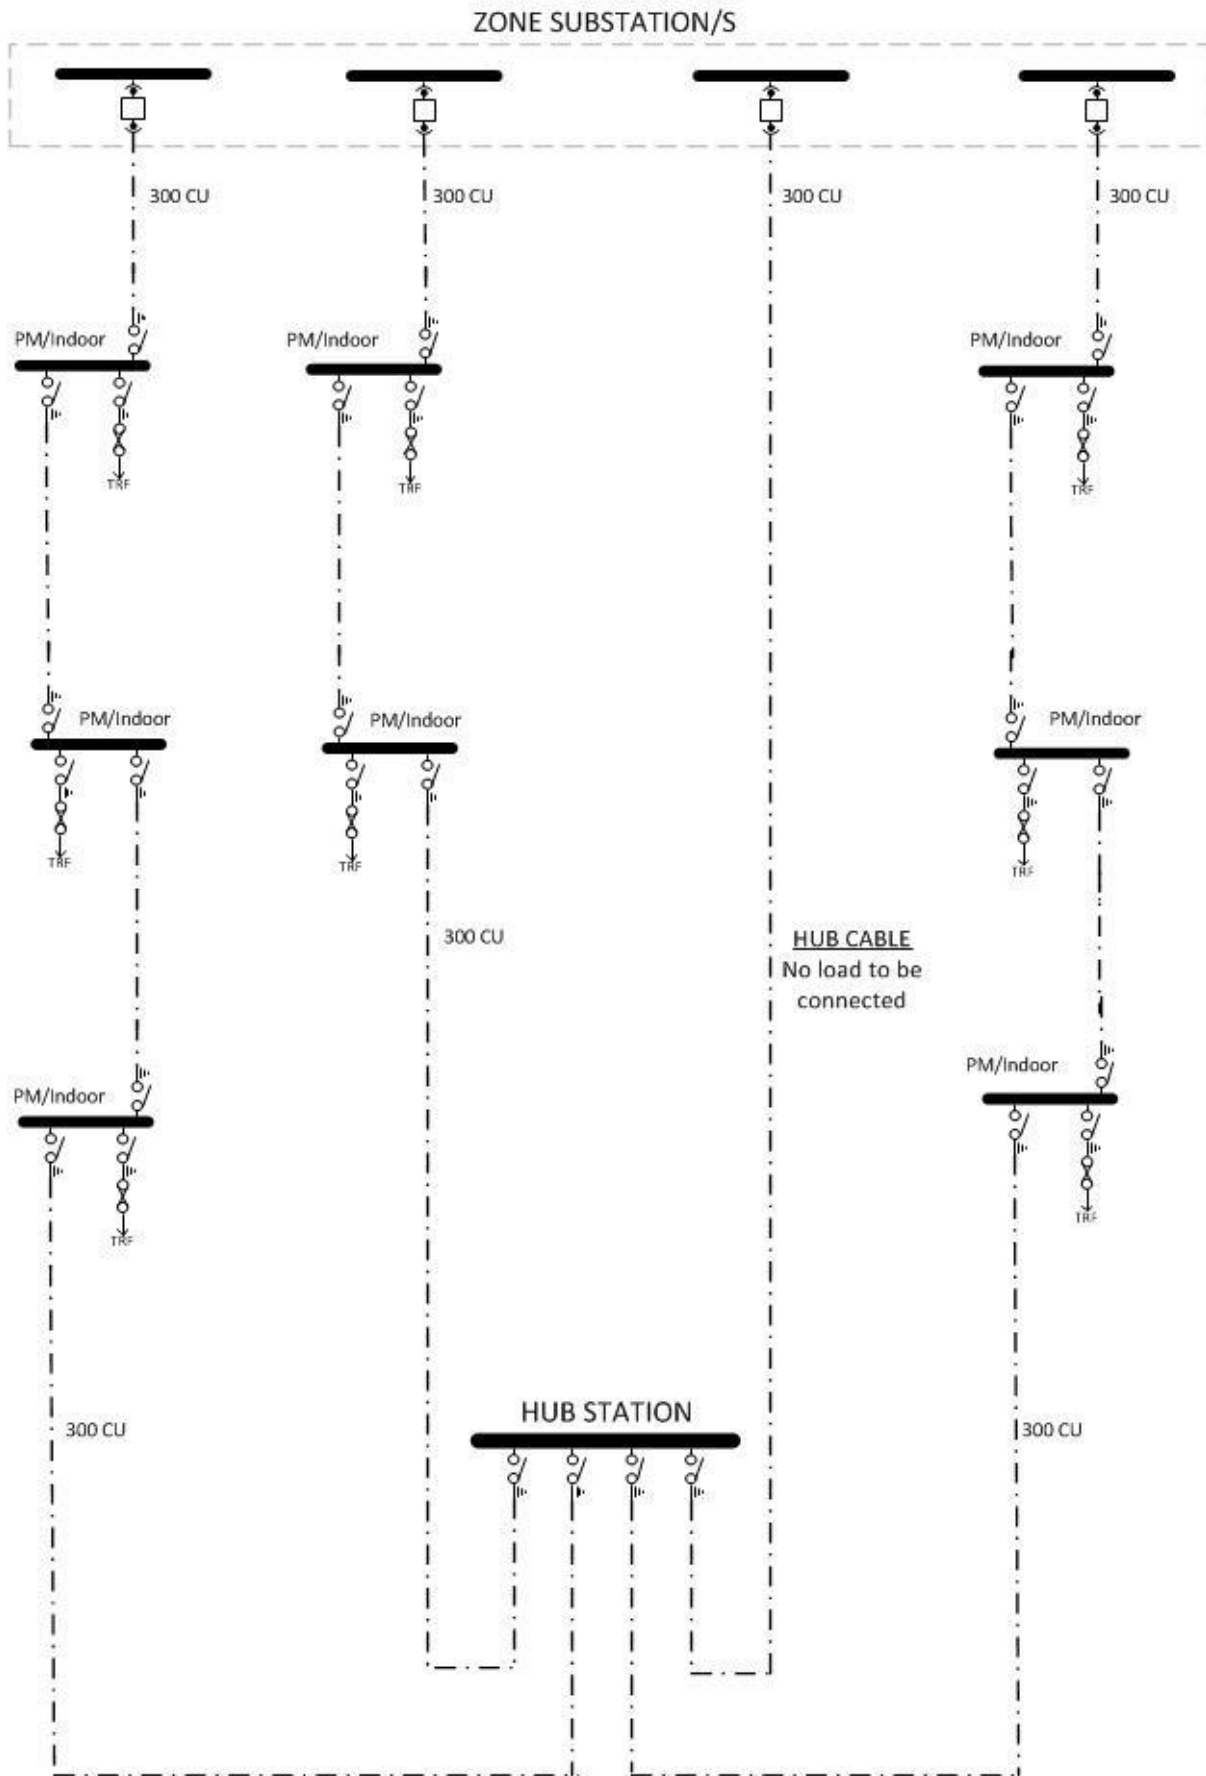 ZONE SUBSTATION/S
300 CU
300 CU
300 CU
300 CU
PM/Indoor
PM/Indoor
PM/Indoor
TRF
TRF
TRF
PM/Indoor
PM/Indoor
PM/Indoor
TRF
TRF
TRF
300 CU
HUB CABLE
No load to be
connected
PM/Indoor
PM/Indoor
TRF
TRF
HUB STATION
300 CU
300 CU